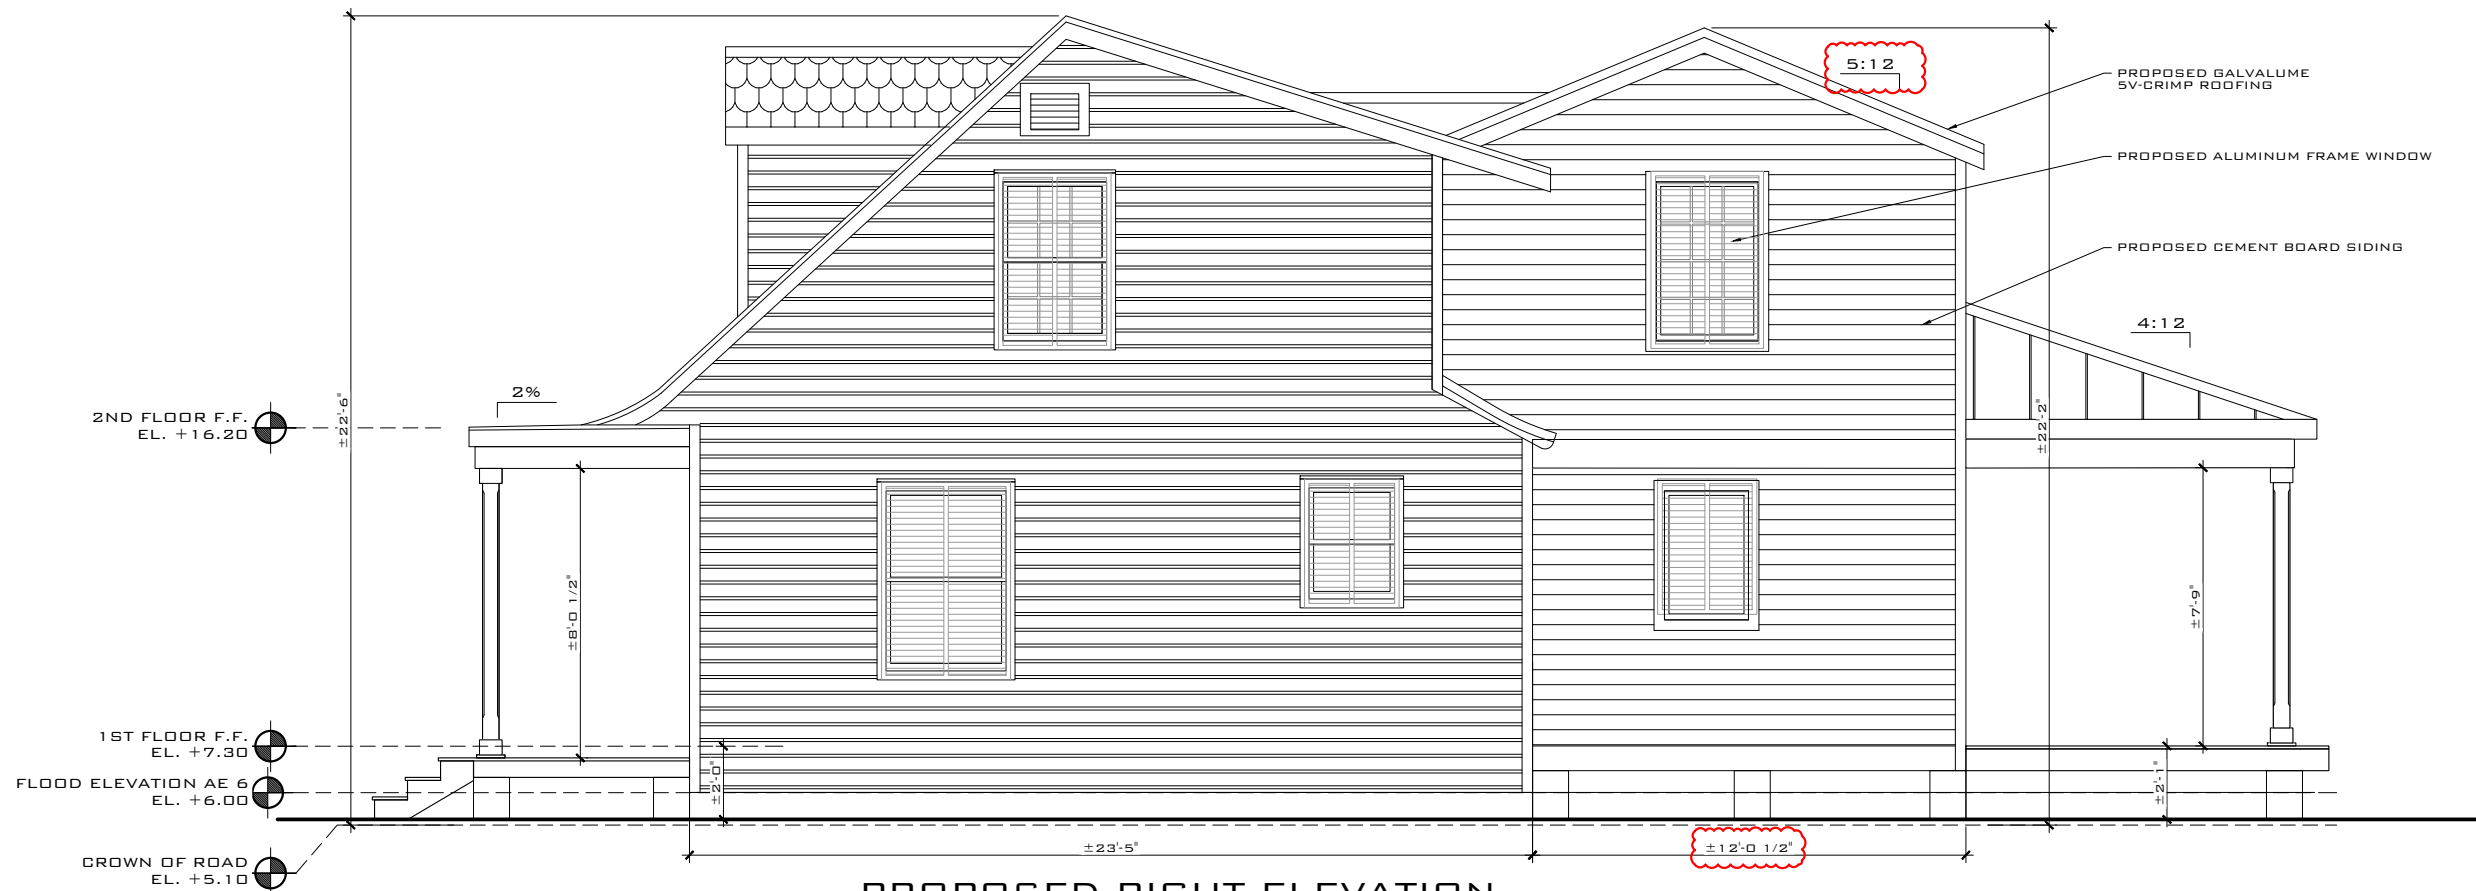 5:12
PROPOSED GALVALUME
5V-CRIMP ROOFING
PROPOSED ALUMINUM FRAME WINDOW
PROPOSED CEMENT BOARD SIDING
4:12
2%
±22'-6"
±22'-2"
2ND FLOOR F.F.
EL. +16.20
±8'-0 1/2"
±7'-9"
1ST FLOOR F.F.
EL. +7.30
FLOOD ELEVATION AE 6
EL. +6.00
±2'-0"
±2'-1"
CROWN OF ROAD
EL. +5.10
±23'-5"
±12'-0 1/2"
PROPOSED RIGHT ELEVATION